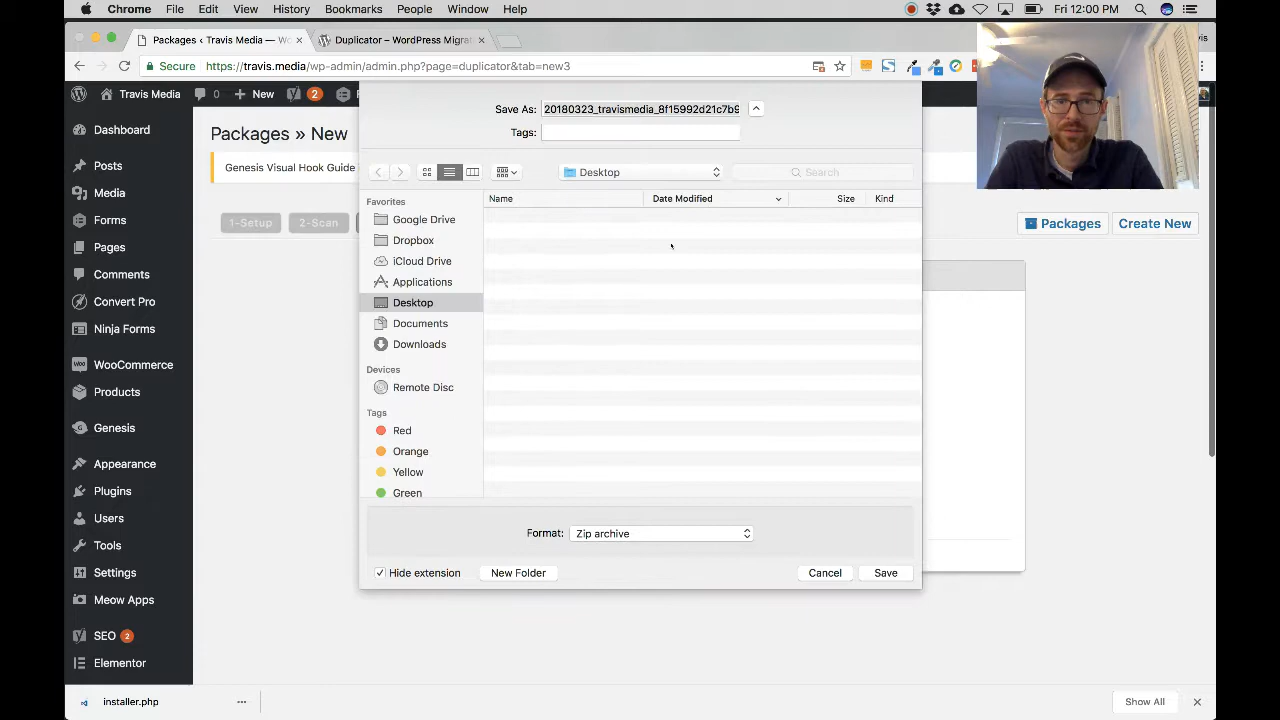 Chrome File Edit View History Bookmarks People Window Help Fri 12:00 PM
Packages ‹ Travis Media — Wo
Duplicator – WordPress Migra
Secure https://travis.media/wp-admin/admin.php?page=duplicator&tab=new3
Travis Media 0 New 2
Save As: 20180323_travismedia_8f15992d21c7b9
Tags:
Packages » New
Genesis Visual Hook Guide
1-Setup 2-Scan
Packages Create New
Desktop Search
Name Date Modified Size Kind
Favorites
Google Drive
Dropbox
iCloud Drive
Applications
Desktop
Documents
Downloads
Devices
Remote Disc
Tags
Red
Orange
Yellow
Green
Format: Zip archive
Hide extension New Folder Cancel Save
Dashboard
Posts
Media
Forms
Pages
Comments
Convert Pro
Ninja Forms
WooCommerce
Products
Genesis
Appearance
Plugins
Users
Tools
Settings
Meow Apps
SEO 2
Elementor
installer.php Show All